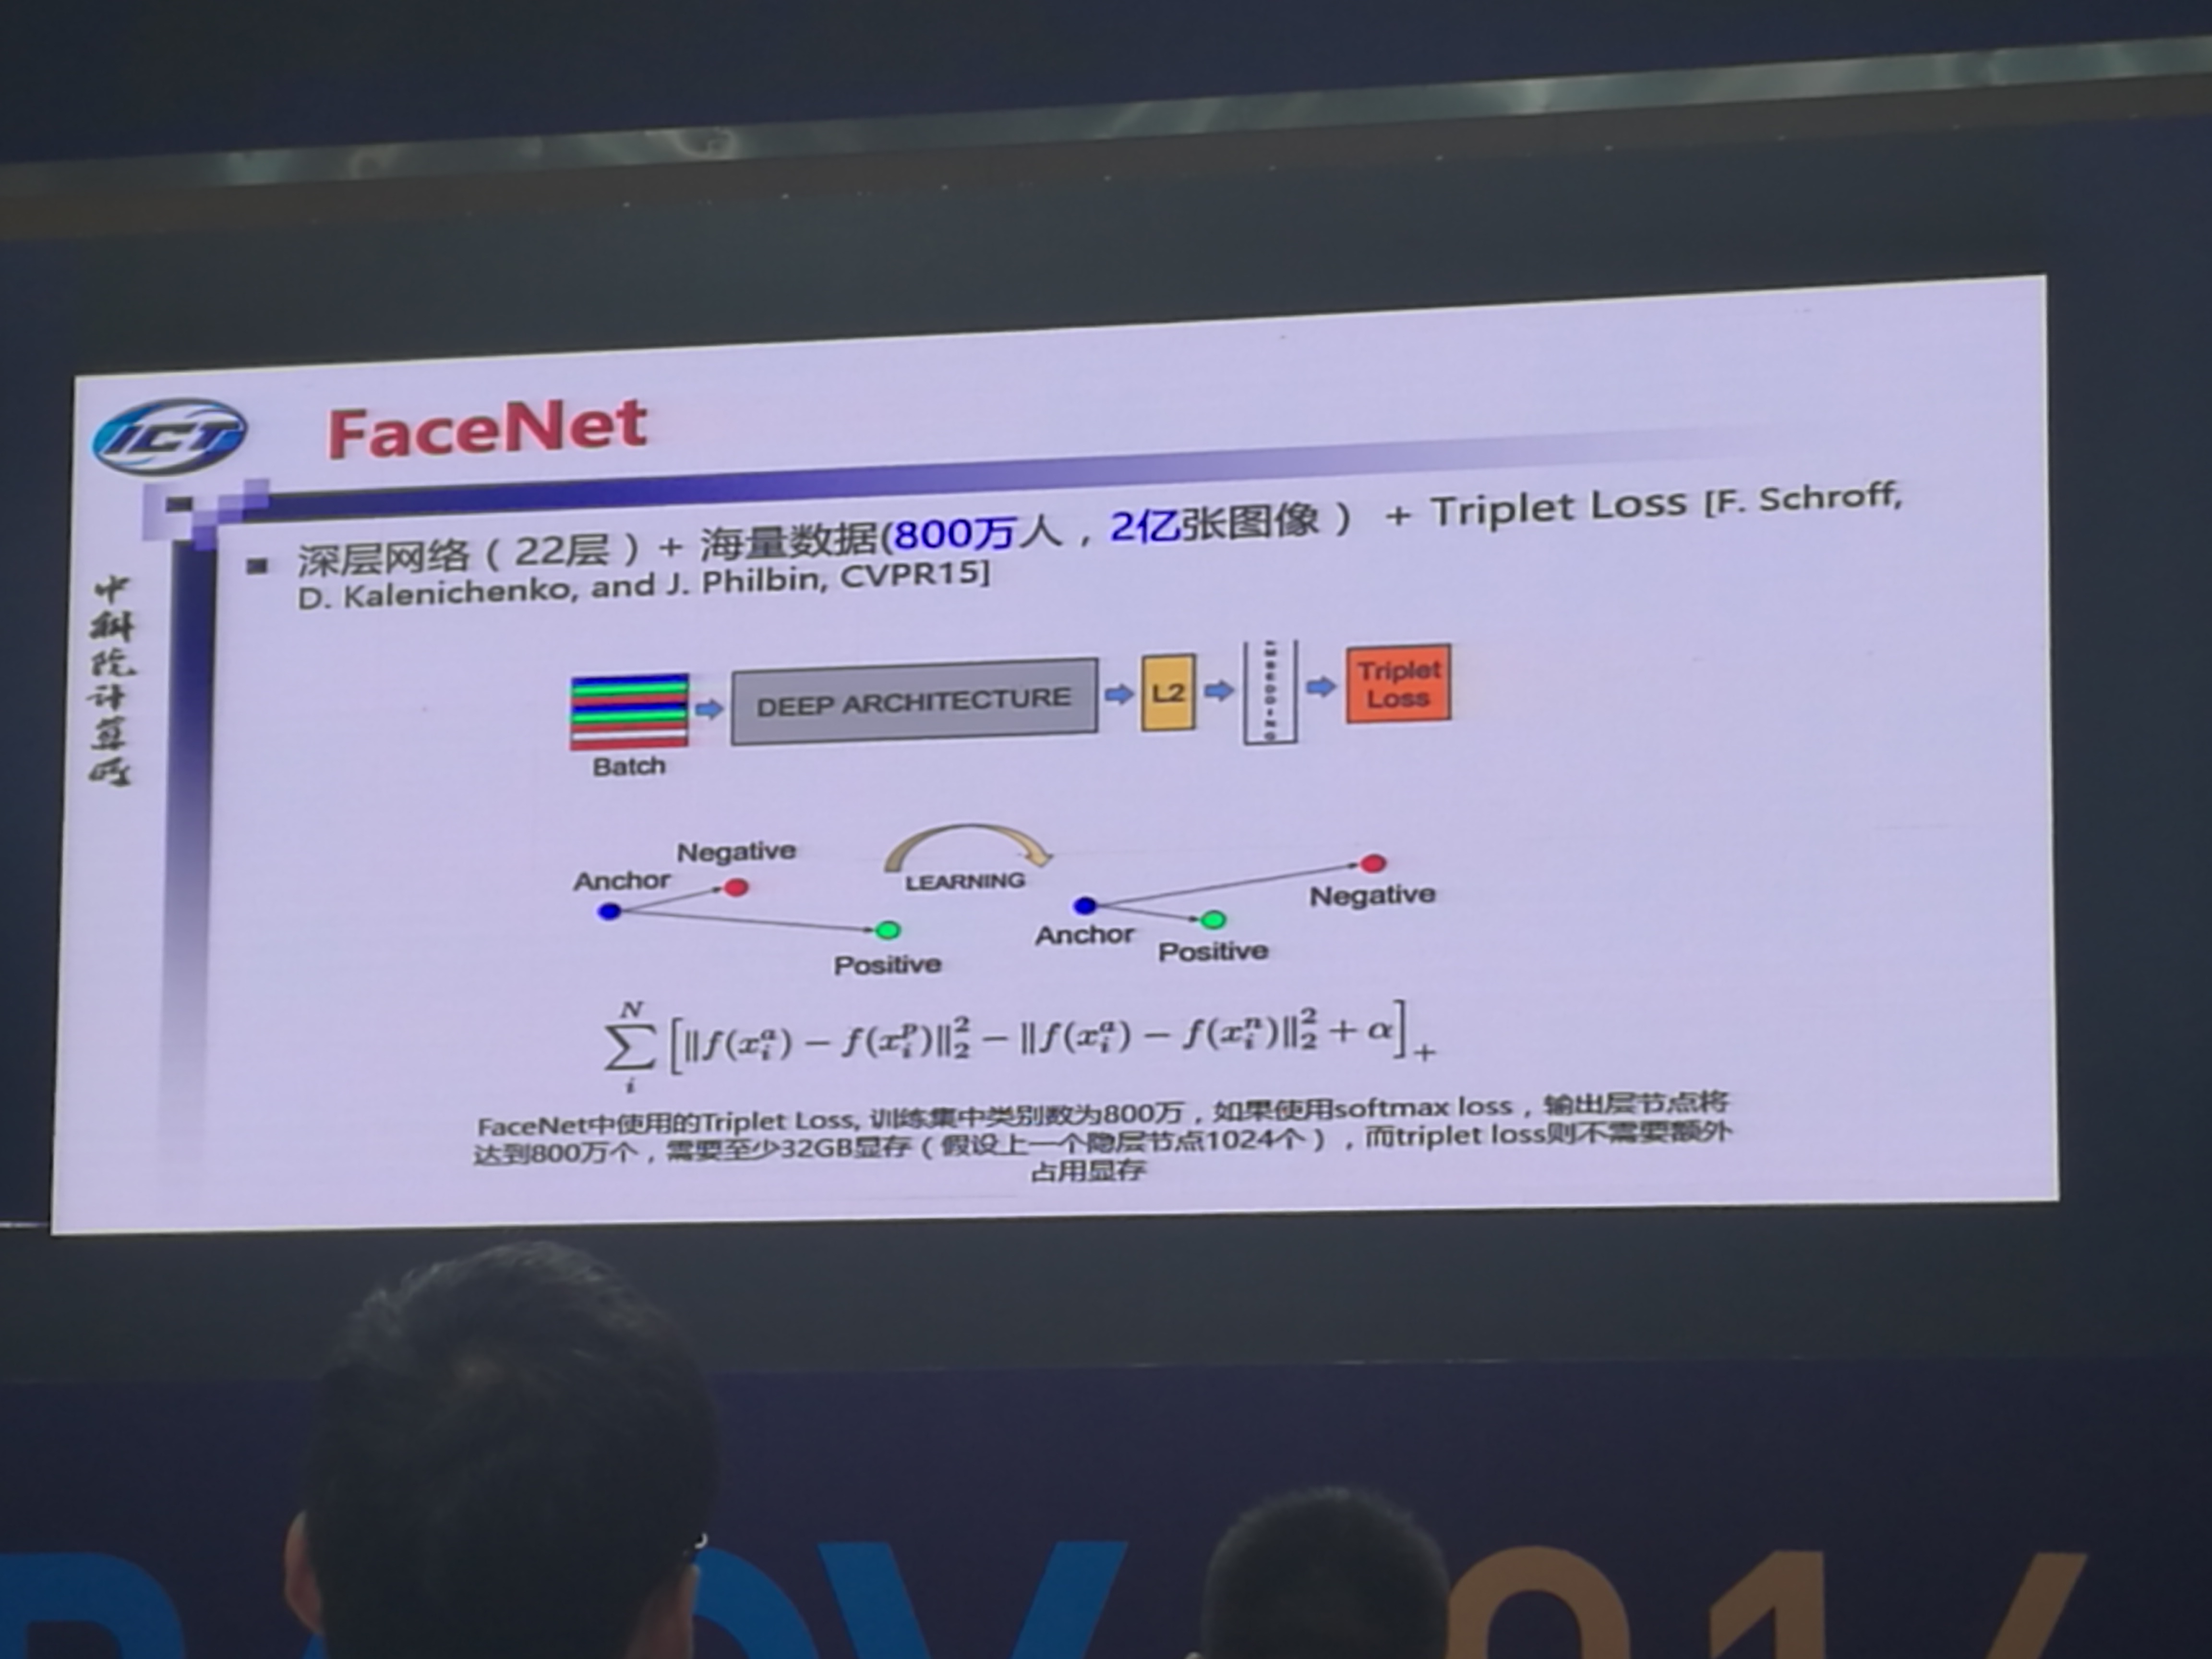 ICT
FaceNet
深层网络（22层）+ 海量数据(800万人，2亿张图像） + Triplet Loss [F. Schroff,
D. Kalenichenko, and J. Philbin, CVPR15]
中科院计算所
DEEP ARCHITECTURE
L2
EMBEDDING
Triplet
Loss
Batch
Negative
Anchor
Positive
LEARNING
Negative
Anchor
Positive
\sum_{i}^{N} \left[ \|f(x_i^a) - f(x_i^p)\|_2^2 - \|f(x_i^a) - f(x_i^n)\|_2^2 + \alpha \right]_+
FaceNet中使用的Triplet Loss, 训练集中类别数为800万，如果使用softmax loss，输出层节点将
达到800万个，需要至少32GB显存（假设上一个隐层节点1024个），而triplet loss则不需要额外
占用显存